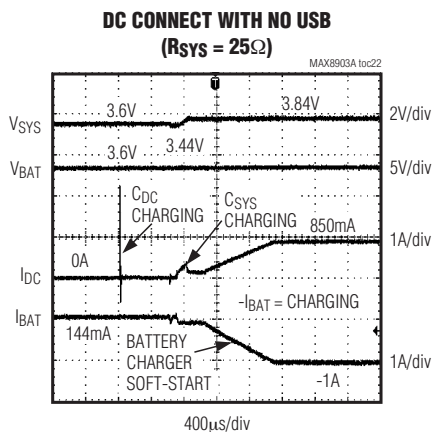 DC CONNECT WITH NO USB
(RSYS = 25Ω)
MAX8903A toc22
3.6V
3.84V
VSYS
2V/div
3.44V
3.6V
VBAT
5V/div
CDC
CHARGING
CSYS
CHARGING
850mA
1A/div
0A
IDC
-IBAT = CHARGING
IBAT
144mA
BATTERY
CHARGER
SOFT-START
-1A
1A/div
400µs/div